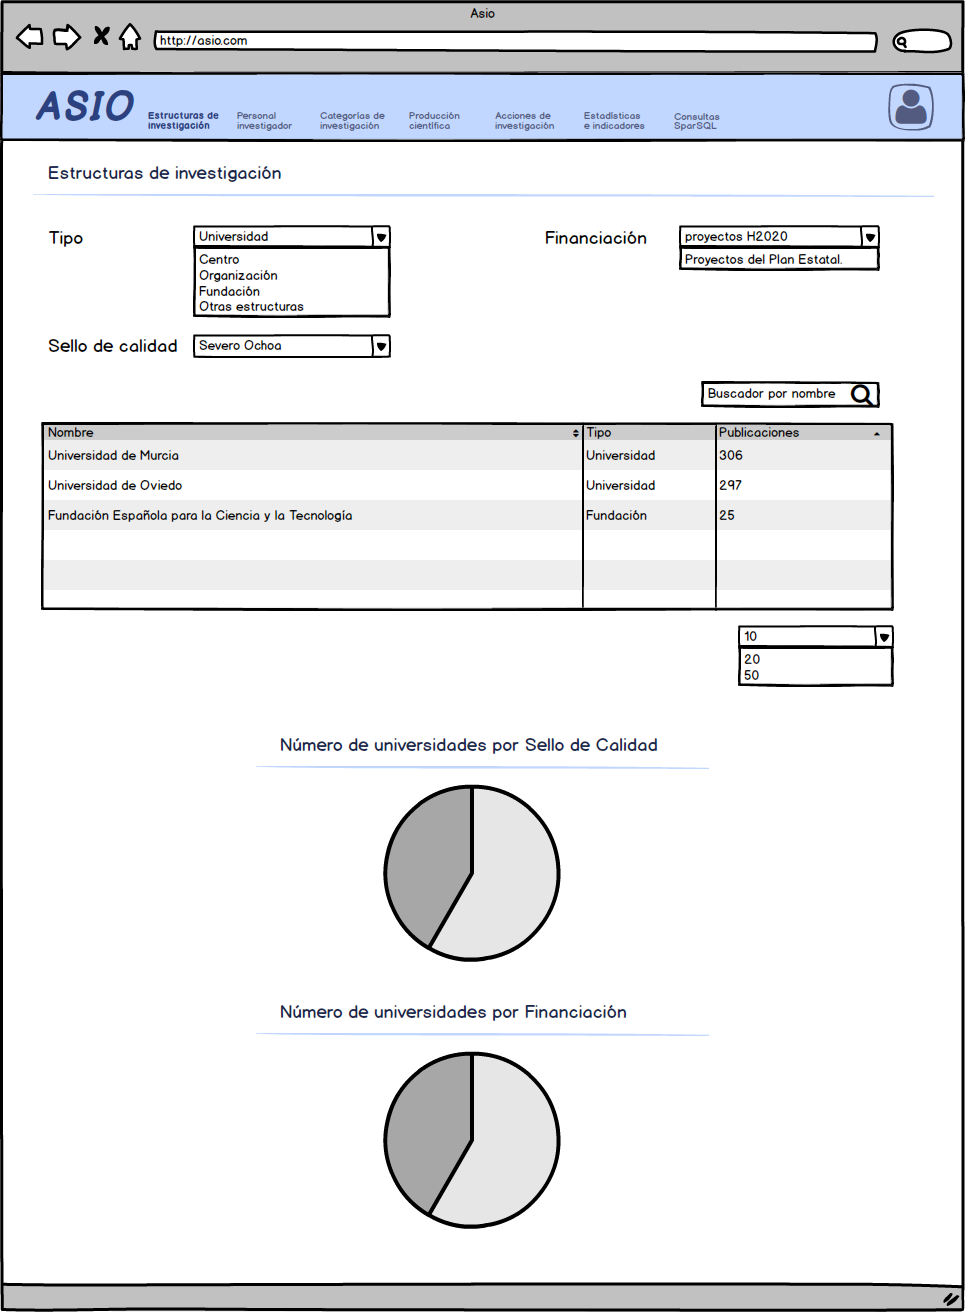 Asio
http://asio.com
ASIO
Estructuras de
investigación
Personal
investigador
Categorías de
investigación
Producción
científica
Acciones de
investigación
Estadísticas
e indicadores
Consultas
SparSQL
Estructuras de investigación
Tipo
Universidad
Centro
Organización
Fundación
Otras estructuras
Financiación
proyectos H2020
Proyectos del Plan Estatal.
Sello de calidad
Severo Ochoa
Buscador por nombre
Nombre Tipo Publicaciones
Universidad de Murcia Universidad 306
Universidad de Oviedo Universidad 297
Fundación Española para la Ciencia y la Tecnología Fundación 25
10
20
50
Número de universidades por Sello de Calidad
Número de universidades por Financiación